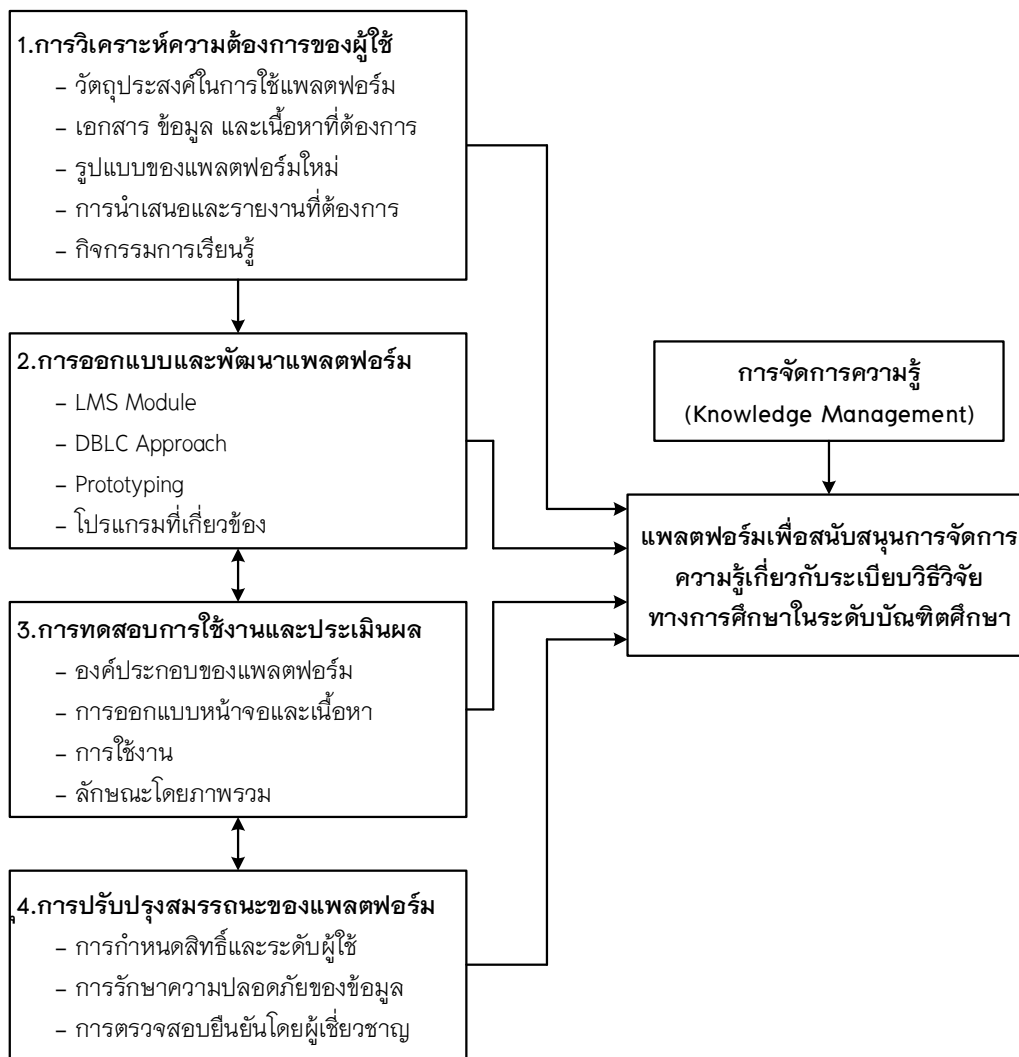 1.การวิเคราะห์ความต้องการของผู้ใช้
– วัตถุประสงค์ในการใช้แพลตฟอร์ม
– เอกสาร ข้อมูล และเนื้อหาที่ต้องการ
– รูปแบบของแพลตฟอร์มใหม่
– การนำเสนอและรายงานที่ต้องการ
– กิจกรรมการเรียนรู้
2.การออกแบบและพัฒนาแพลตฟอร์ม
– LMS Module
– DBLC Approach
– Prototyping
– โปรแกรมที่เกี่ยวข้อง
3.การทดสอบการใช้งานและประเมินผล
– องค์ประกอบของแพลตฟอร์ม
– การออกแบบหน้าจอและเนื้อหา
– การใช้งาน
– ลักษณะโดยภาพรวม
ุ4.การปรับปรุงสมรรถนะของแพลตฟอร์ม
– การกำหนดสิทธิ์และระดับผู้ใช้
– การรักษาความปลอดภัยของข้อมูล
– การตรวจสอบยืนยันโดยผู้เชี่ยวชาญ
การจัดการความรู้
(Knowledge Management)
แพลตฟอร์มเพื่อสนับสนุนการจัดการ
ความรู้เกี่ยวกับระเบียบวิธีวิจัย
ทางการศึกษาในระดับบัณฑิตศึกษา